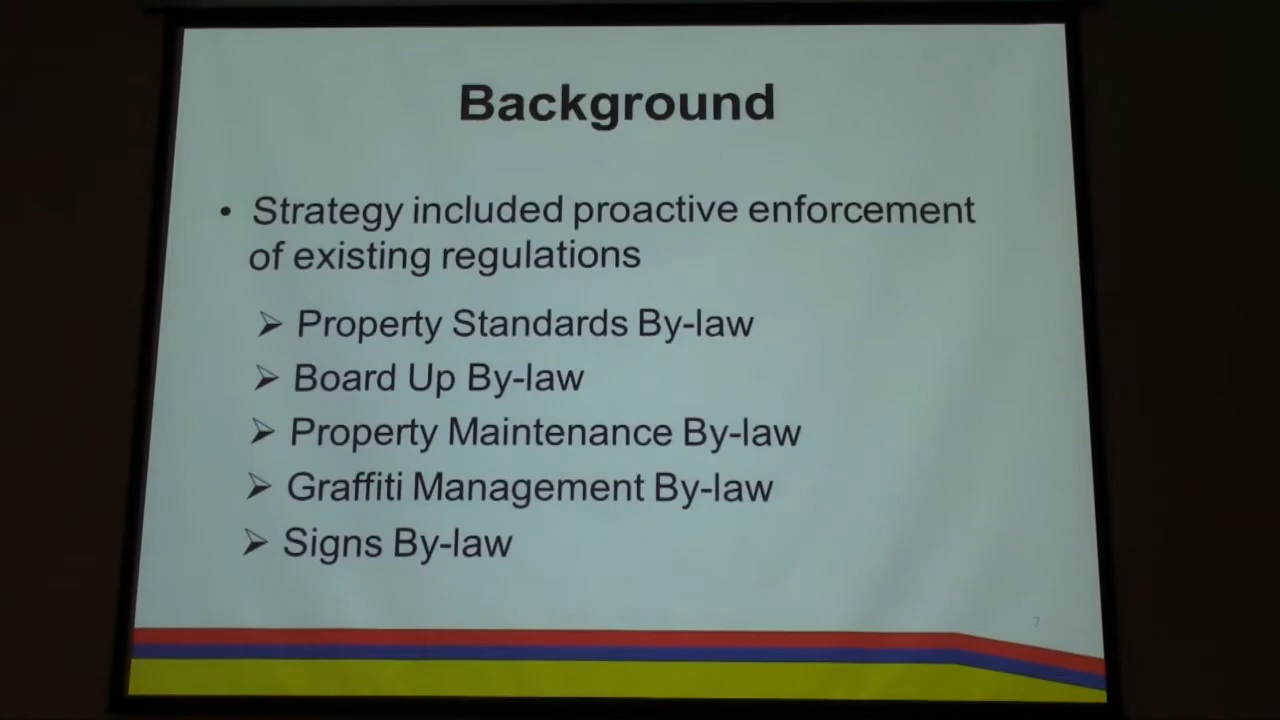 Background
• Strategy included proactive enforcement
of existing regulations
➢ Property Standards By-law
➢ Board Up By-law
➢ Property Maintenance By-law
➢ Graffiti Management By-law
➢ Signs By-law
7